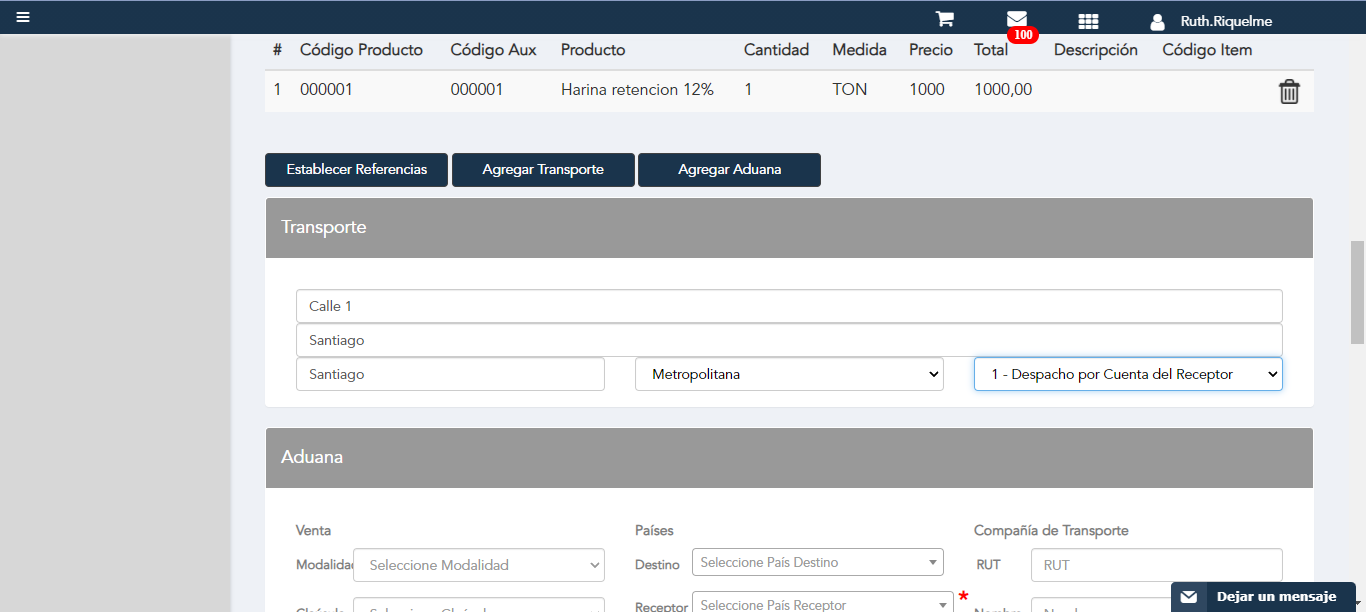 Ruth.Riquelme
100
# Código Producto Código Aux Producto Cantidad Medida Precio Total Descripción Código Item
1 000001 000001 Harina retencion 12% 1 TON 1000 1000,00
Establecer Referencias Agregar Transporte Agregar Aduana
Transporte
Calle 1
Santiago
Santiago Metropolitana 1 - Despacho por Cuenta del Receptor
Aduana
Venta Países Compañía de Transporte
Modalidad Seleccione Modalidad Destino Seleccione País Destino RUT RUT
Receptor Seleccione País Receptor *
Dejar un mensaje